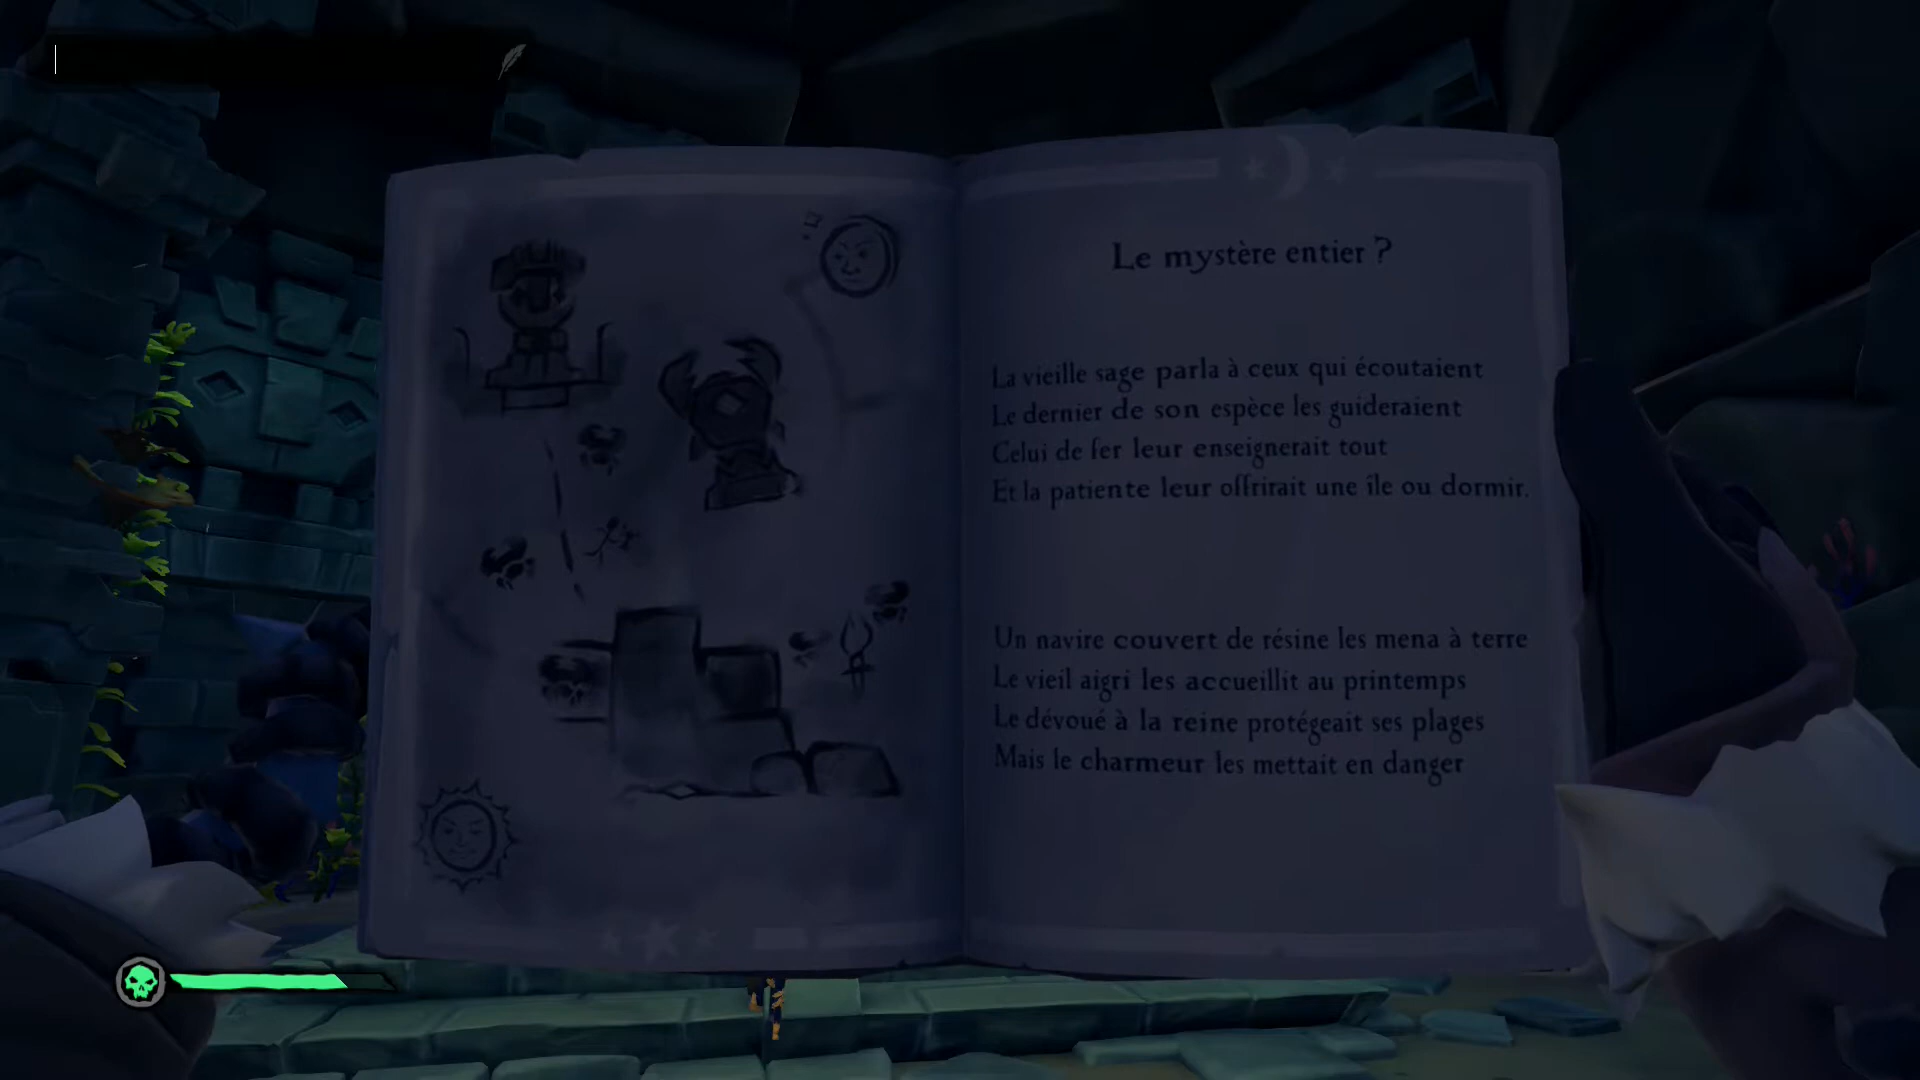 Le mystère entier ?
La vieille sage parla à ceux qui écoutaient
Le dernier de son espèce les guideraient
Celui de fer leur enseignerait tout
Et la patiente leur offrirait une île ou dormir.
Un navire couvert de résine les mena à terre
Le vieil aigri les accueillit au printemps
Le dévoué à la reine protégeait ses plages
Mais le charmeur les mettait en danger